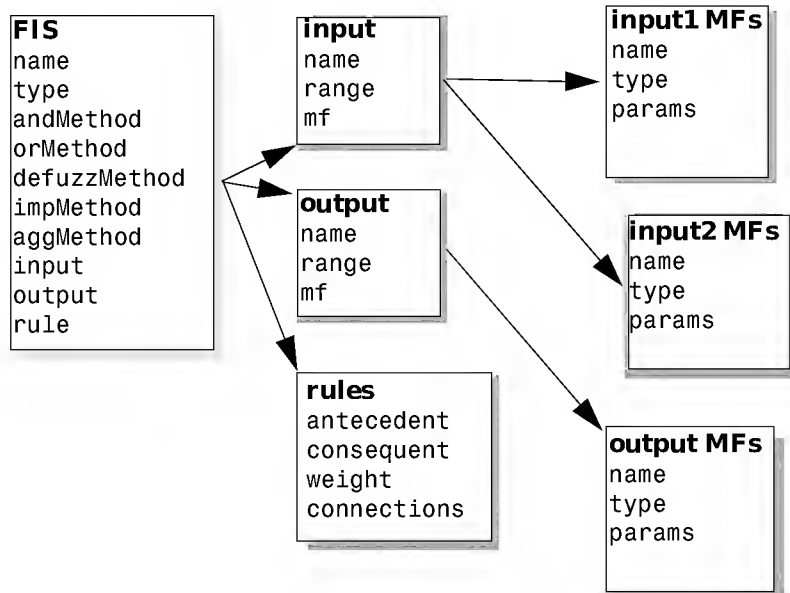 FIS
name
type
andMethod
orMethod
defuzzMethod
impMethod
aggMethod
input
output
rule
input
name
range
mf
output
name
range
mf
rules
antecedent
consequent
weight
connections
input1 MFs
name
type
params
input2 MFs
name
type
params
output MFs
name
type
params